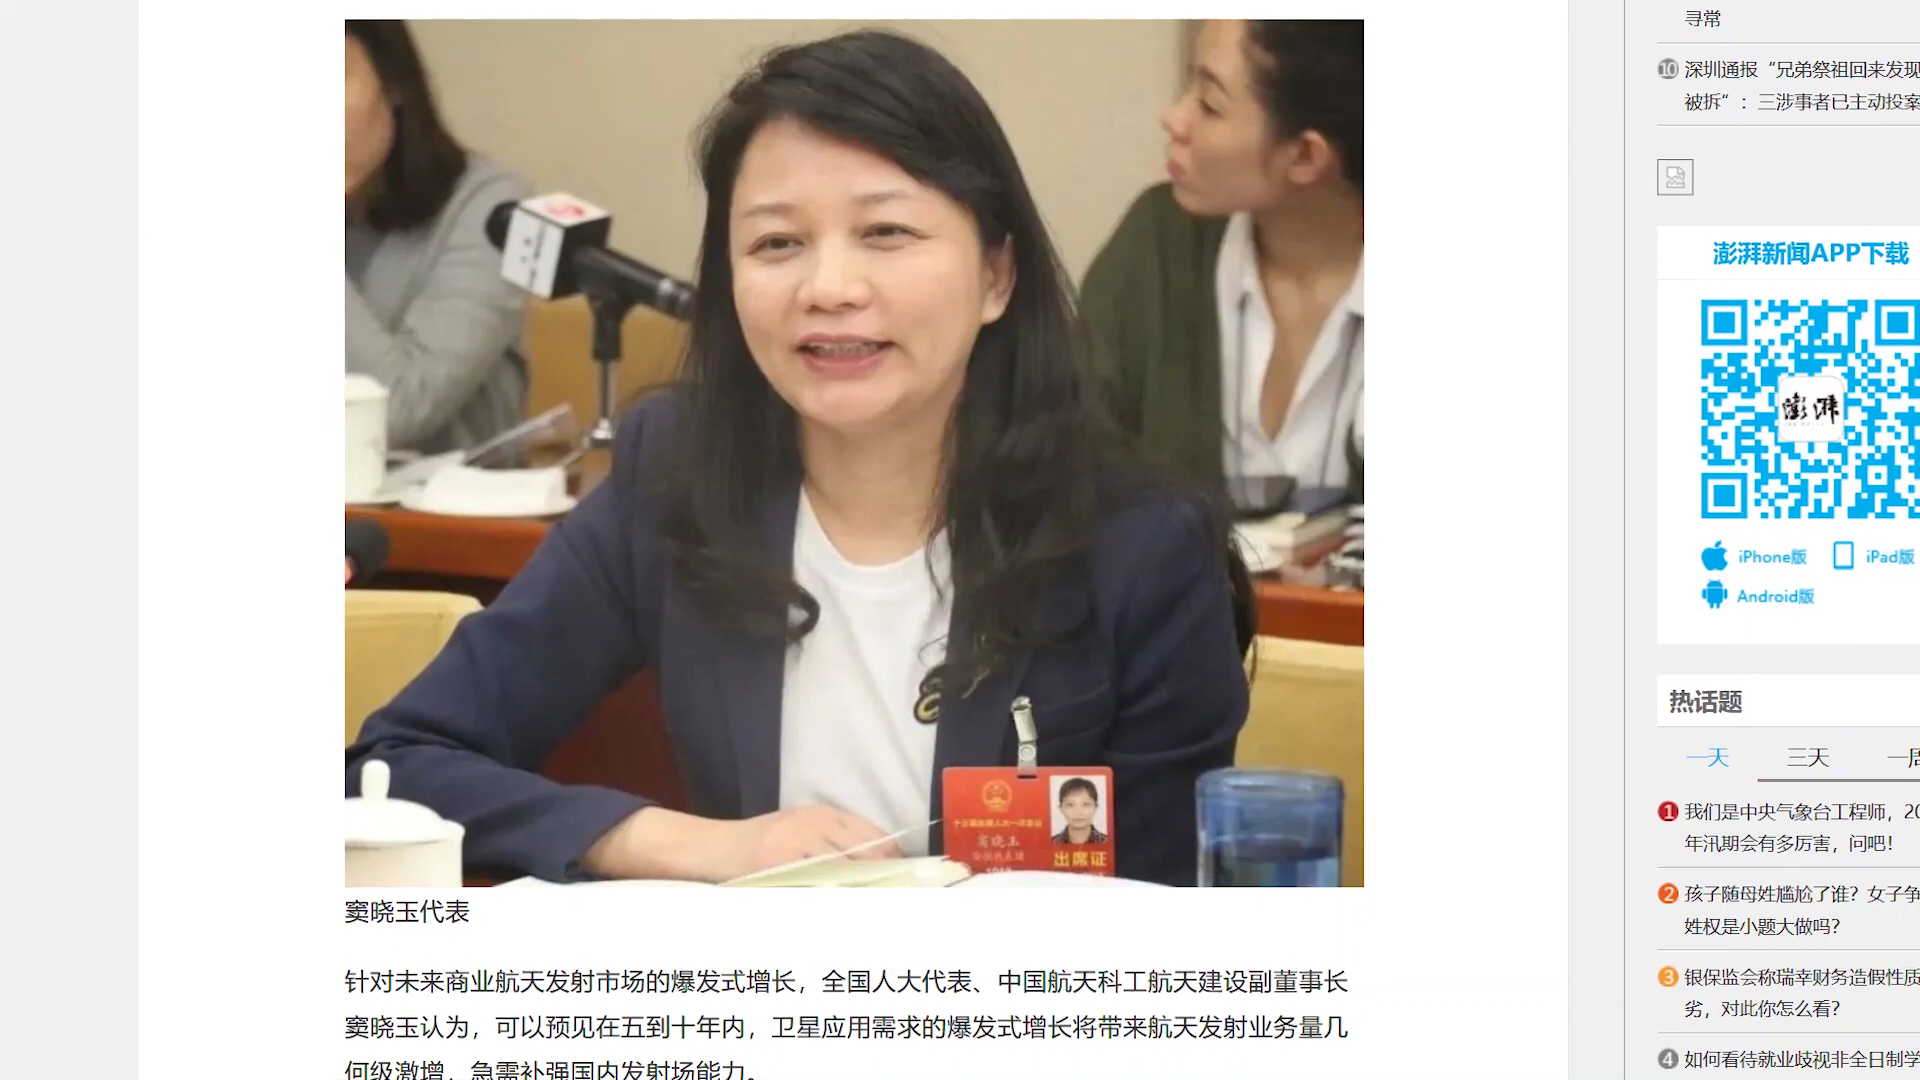 寻常
10 深圳通报“兄弟祭祖回来发现
被拆”：三涉事者已主动投案
澎湃新闻APP下载
澎湃
iPhone版 iPad版
Android版
出席证
窦晓玉
窦晓玉代表
针对未来商业航天发射市场的爆发式增长，全国人大代表、中国航天科工航天建设副董事长
窦晓玉认为，可以预见在五到十年内，卫星应用需求的爆发式增长将带来航天发射业务量几
何级激增，急需补强国内发射场能力。
热话题
一天 三天 一周
1 我们是中央气象台工程师，20
年汛期会有多厉害，问吧！
2 孩子随母姓尴尬了谁？女子争
姓权是小题大做吗？
3 银保监会称瑞幸财务造假性质
劣，对此你怎么看？
4 如何看待就业歧视非全日制学